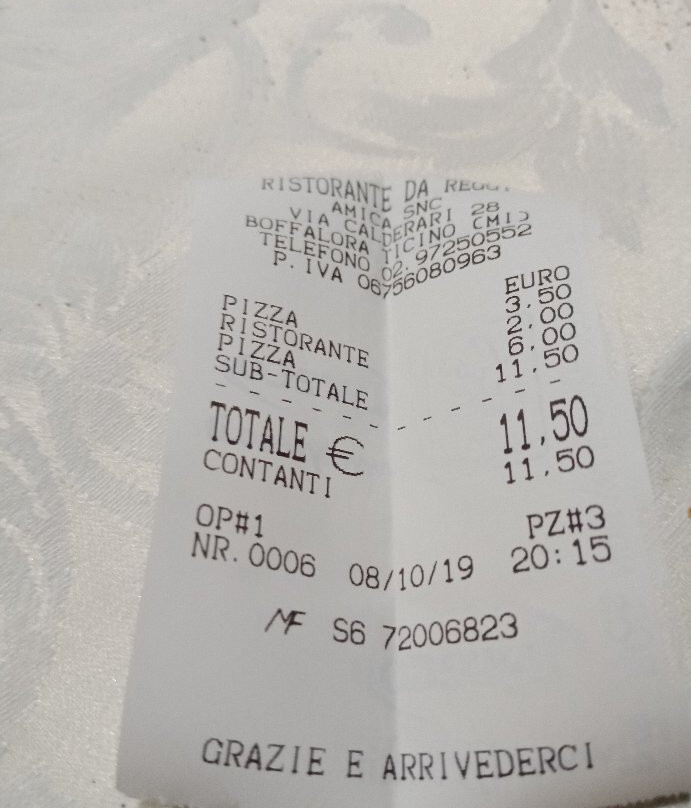 RISTORANTE DA
AMICA SNC
VIA CALDERARI 28
BOFFALORA TICINO (MI)
TELEFONO 02.97250552
P.IVA 06756080963
EURO
PIZZA 3,50
RISTORANTE 2,00
PIZZA 6,00
SUB-TOTALE 11,50
TOTALE € 11,50
CONTANTI 11,50
OP#1 PZ#3
NR.0006 08/10/19 20:15
MF S6 72006823
GRAZIE E ARRIVEDERCI